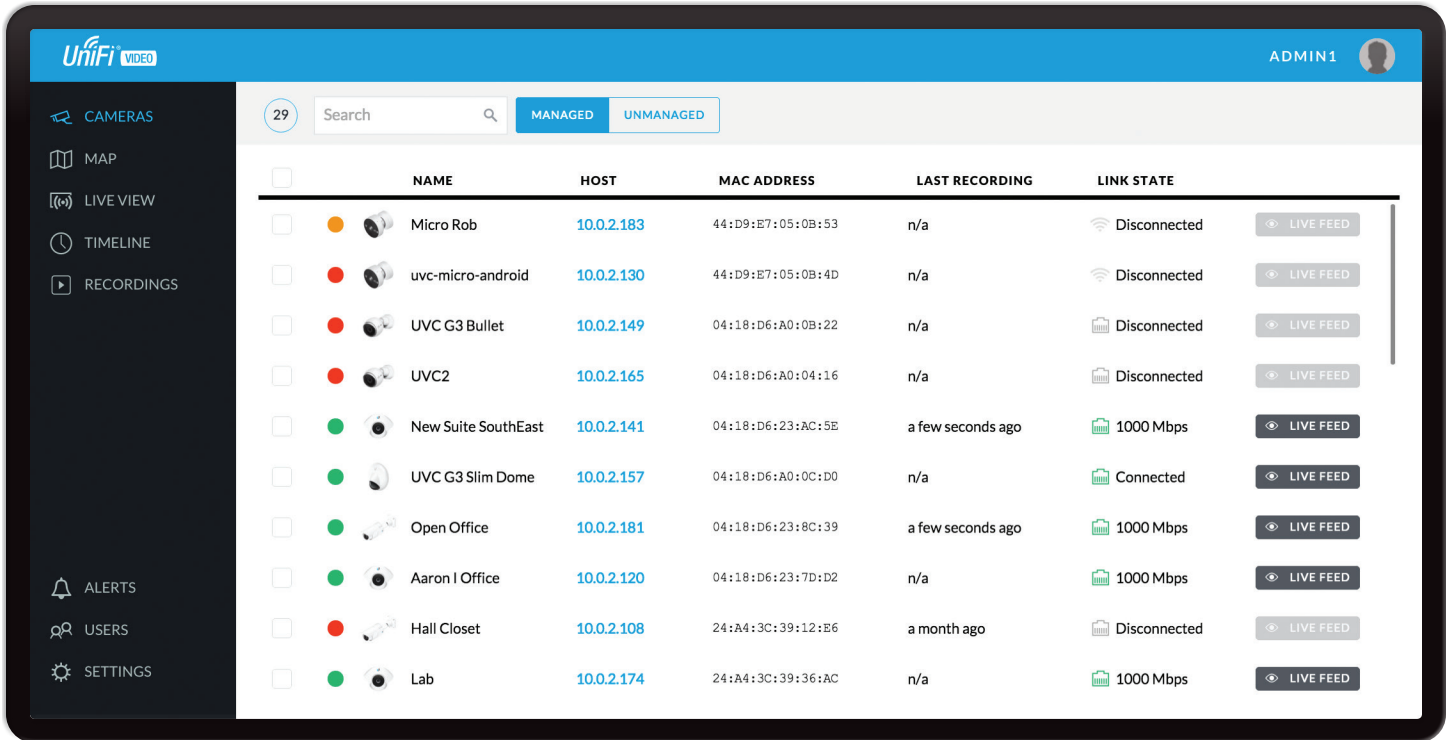 UniFi VIDEO
ADMIN1
CAMERAS
MAP
LIVE VIEW
TIMELINE
RECORDINGS
ALERTS
USERS
SETTINGS
29 Search MANAGED UNMANAGED
NAME HOST MAC ADDRESS LAST RECORDING LINK STATE
Micro Rob 10.0.2.183 44:D9:E7:05:0B:53 n/a Disconnected LIVE FEED
uvc-micro-android 10.0.2.130 44:D9:E7:05:0B:4D n/a Disconnected LIVE FEED
UVC G3 Bullet 10.0.2.149 04:18:D6:A0:0B:22 n/a Disconnected LIVE FEED
UVC2 10.0.2.165 04:18:D6:A0:04:16 n/a Disconnected LIVE FEED
New Suite SouthEast 10.0.2.141 04:18:D6:23:AC:5E a few seconds ago 1000 Mbps LIVE FEED
UVC G3 Slim Dome 10.0.2.157 04:18:D6:A0:0C:D0 n/a Connected LIVE FEED
Open Office 10.0.2.181 04:18:D6:23:8C:39 a few seconds ago 1000 Mbps LIVE FEED
Aaron I Office 10.0.2.120 04:18:D6:23:7D:D2 n/a 1000 Mbps LIVE FEED
Hall Closet 10.0.2.108 24:A4:3C:39:12:E6 a month ago Disconnected LIVE FEED
Lab 10.0.2.174 24:A4:3C:39:36:AC n/a 1000 Mbps LIVE FEED